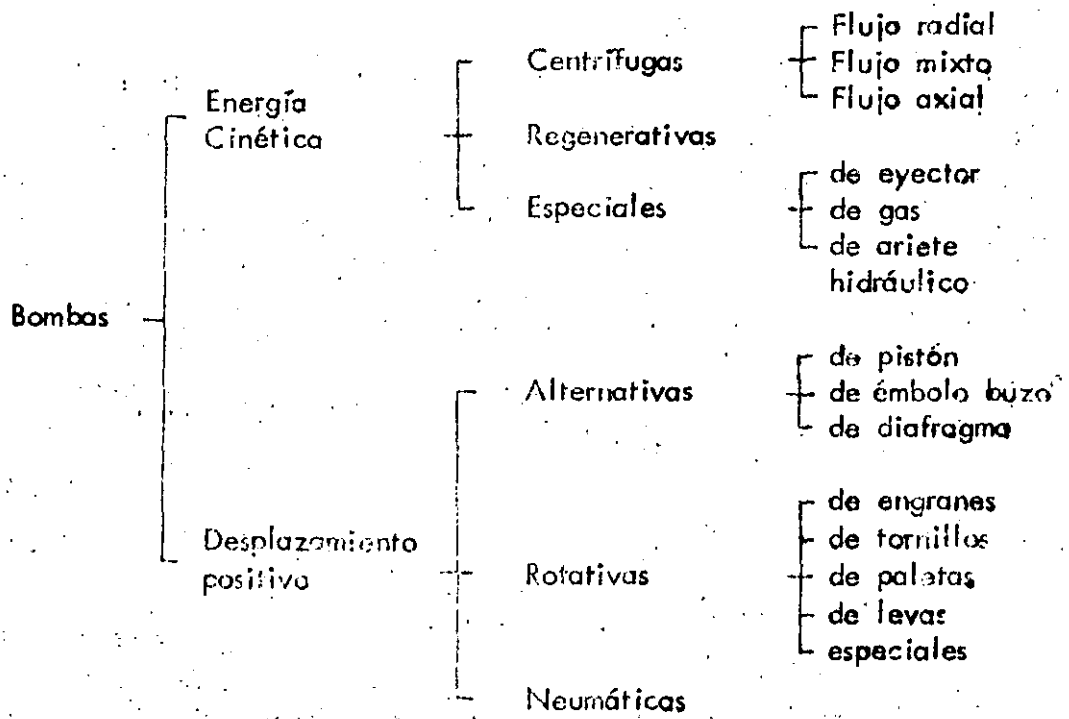 Bombas
Energía
Cinética
Centrífugas
Flujo radial
Flujo mixto
Flujo axial
Regenerativas
Especiales
de eyector
de gas
de ariete
hidráulico
Desplazamiento
positivo
Alternativas
de pistón
de émbolo buzo
de diafragma
Rotativas
de engranes
de tornillos
de paletas
de levas
especiales
Neumáticas